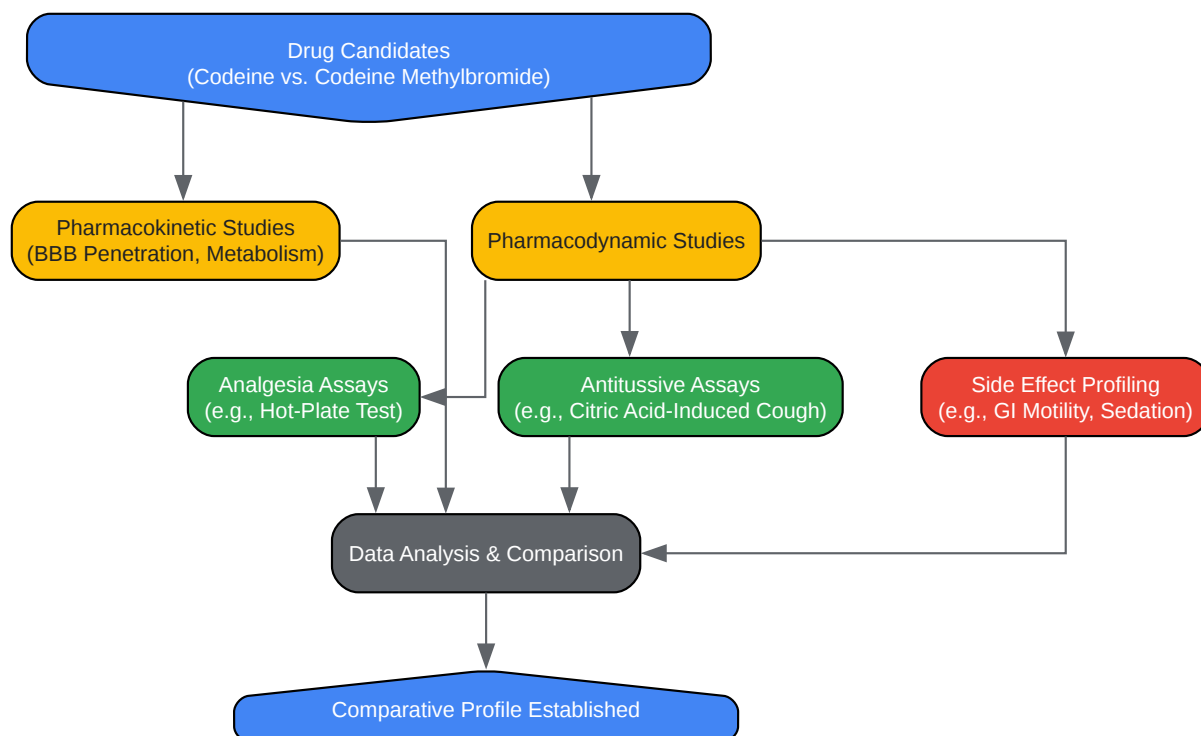 Drug Candidates
(Codeine vs. Codeine Methylbromide)
Pharmacokinetic Studies
(BBB Penetration, Metabolism)
Pharmacodynamic Studies
Analgesia Assays
(e.g., Hot-Plate Test)
Antitussive Assays
(e.g., Citric Acid-Induced Cough)
Side Effect Profiling
(e.g., GI Motility, Sedation)
Data Analysis & Comparison
Comparative Profile Established